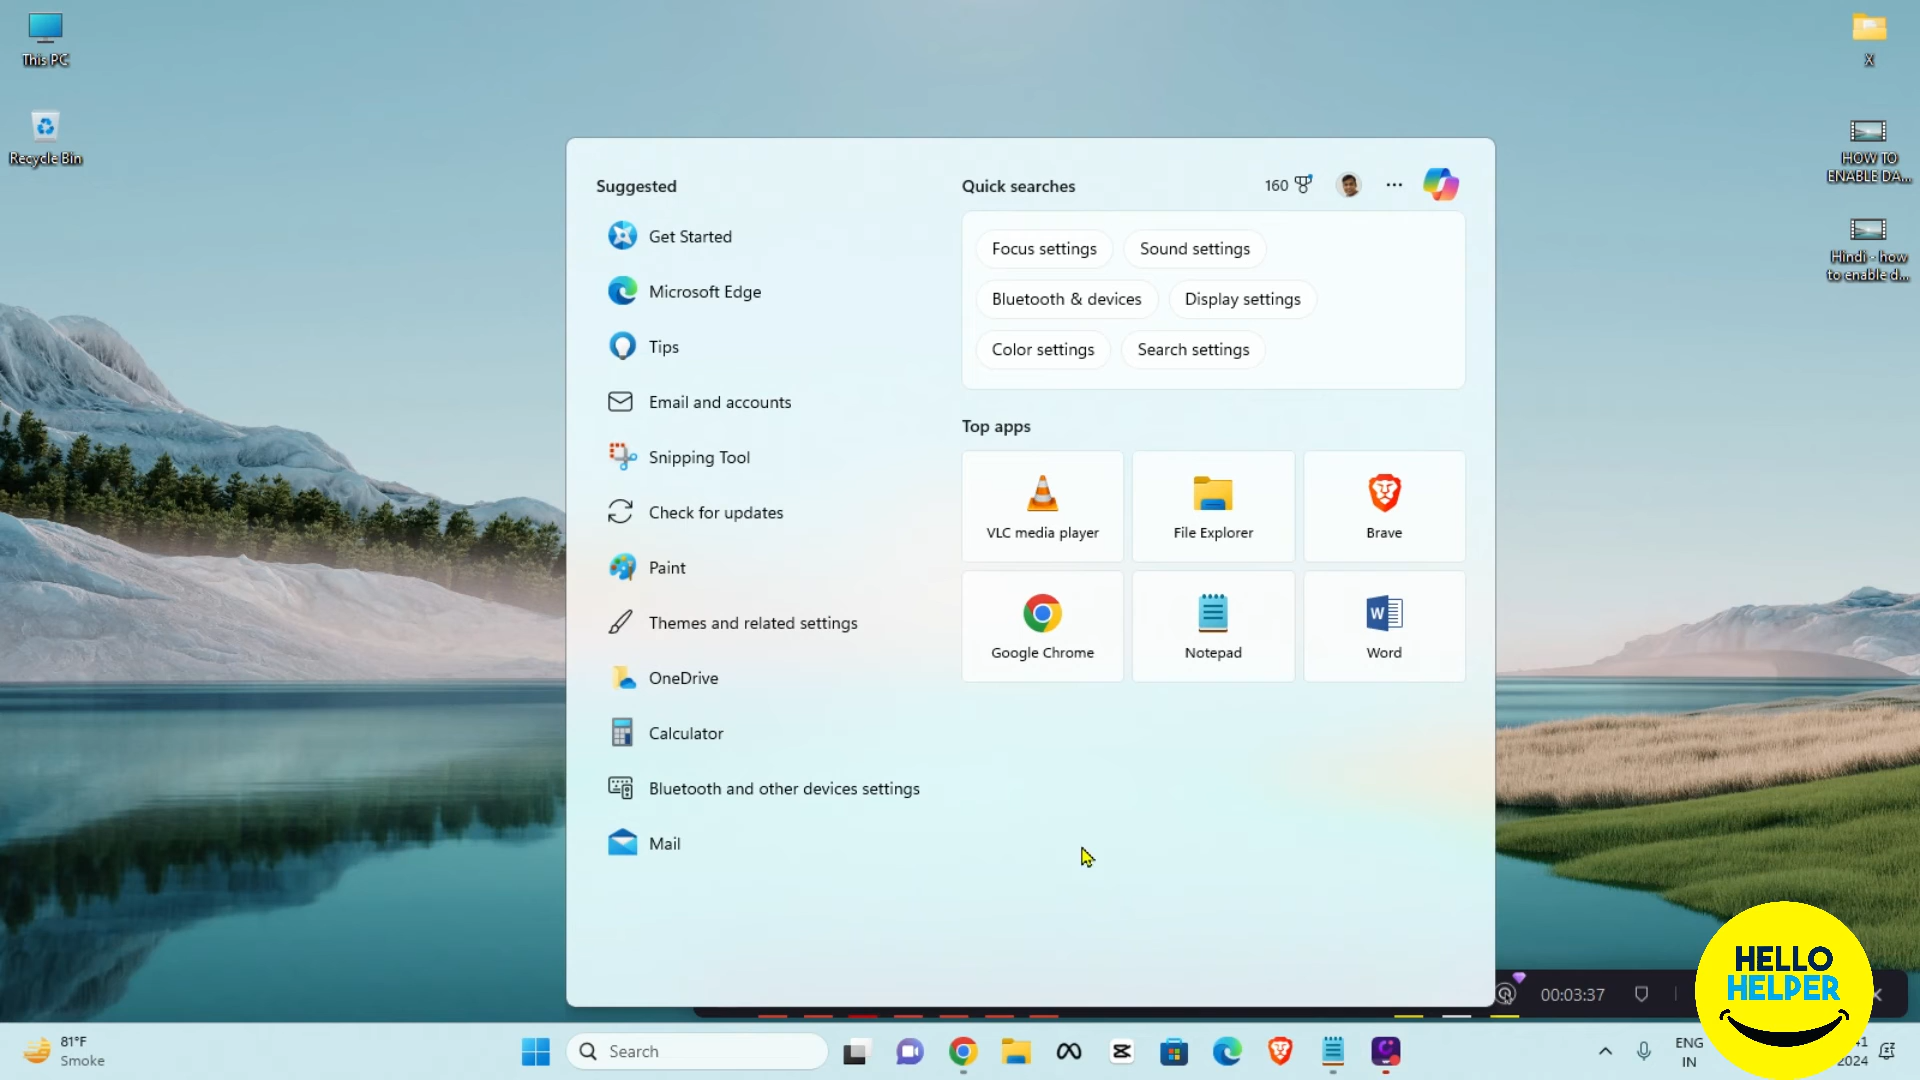 This PC
Recycle Bin
X
HOW TO
ENABLE DA...
Hindi - how
to enable d...
Suggested
Get Started
Microsoft Edge
Tips
Email and accounts
Snipping Tool
Check for updates
Paint
Themes and related settings
OneDrive
Calculator
Bluetooth and other devices settings
Mail
Quick searches
160
Focus settings
Sound settings
Bluetooth & devices
Display settings
Color settings
Search settings
Top apps
VLC media player
File Explorer
Brave
Google Chrome
Notepad
Word
00:03:37
HELLO
HELPER
81°F
Smoke
Search
ENG
IN
41
2024